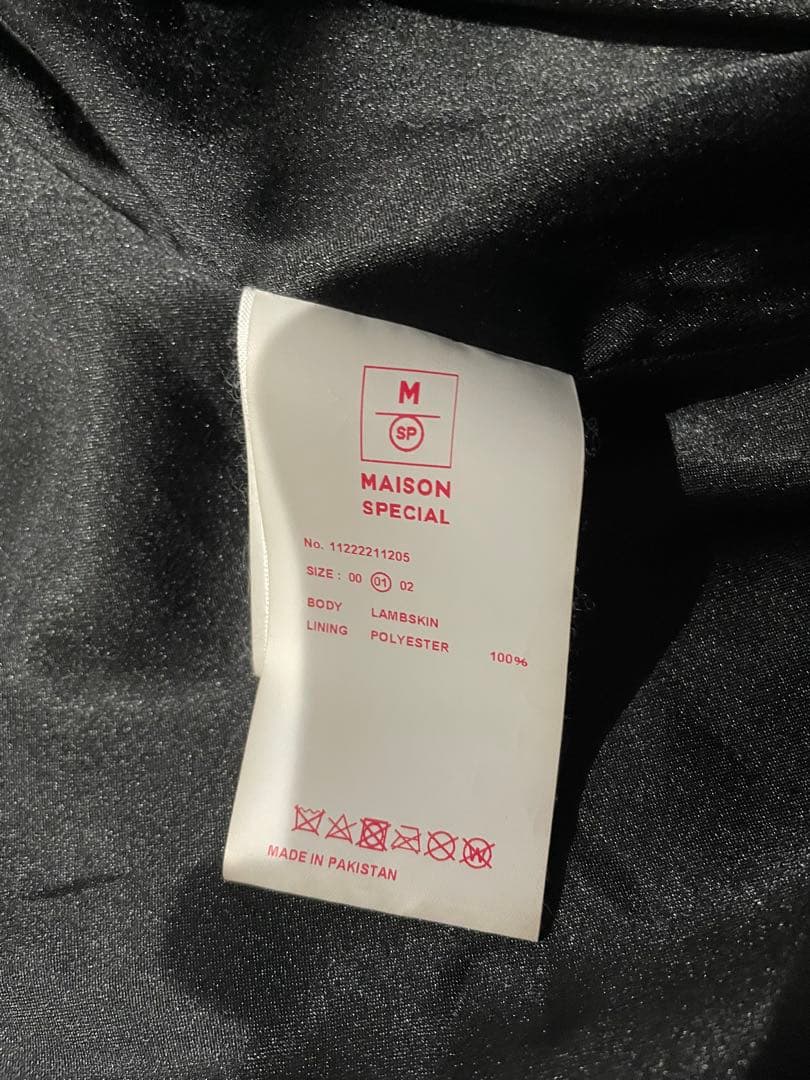 M
SP
MAISON
SPECIAL
No. 11222211205
SIZE : 00 01 02
BODY LAMBSKIN
LINING POLYESTER 100%
W
MADE IN PAKISTAN